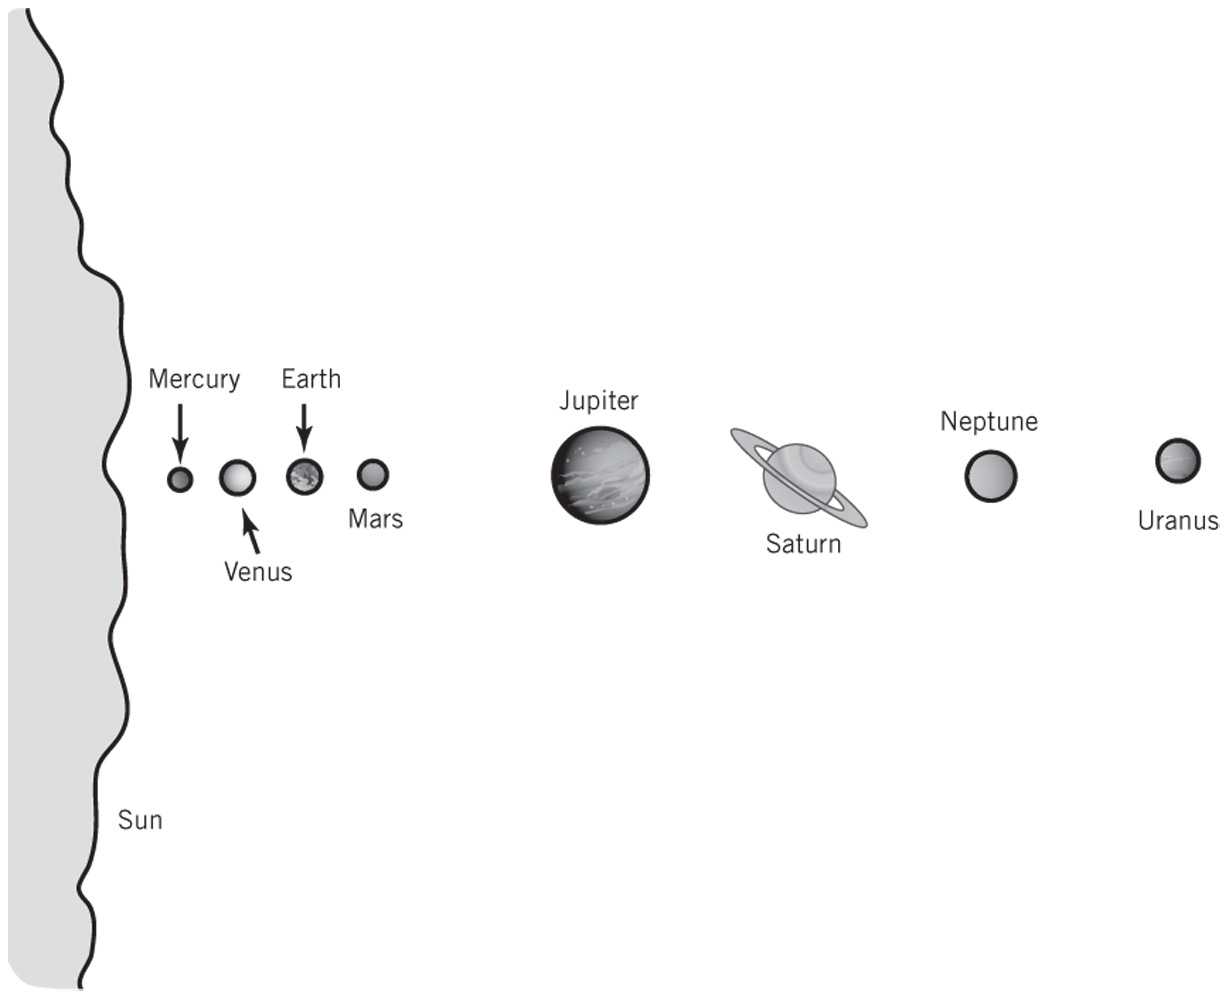 Mercury
Earth
Jupiter
Neptune
Mars
Uranus
Saturn
Venus
Sun